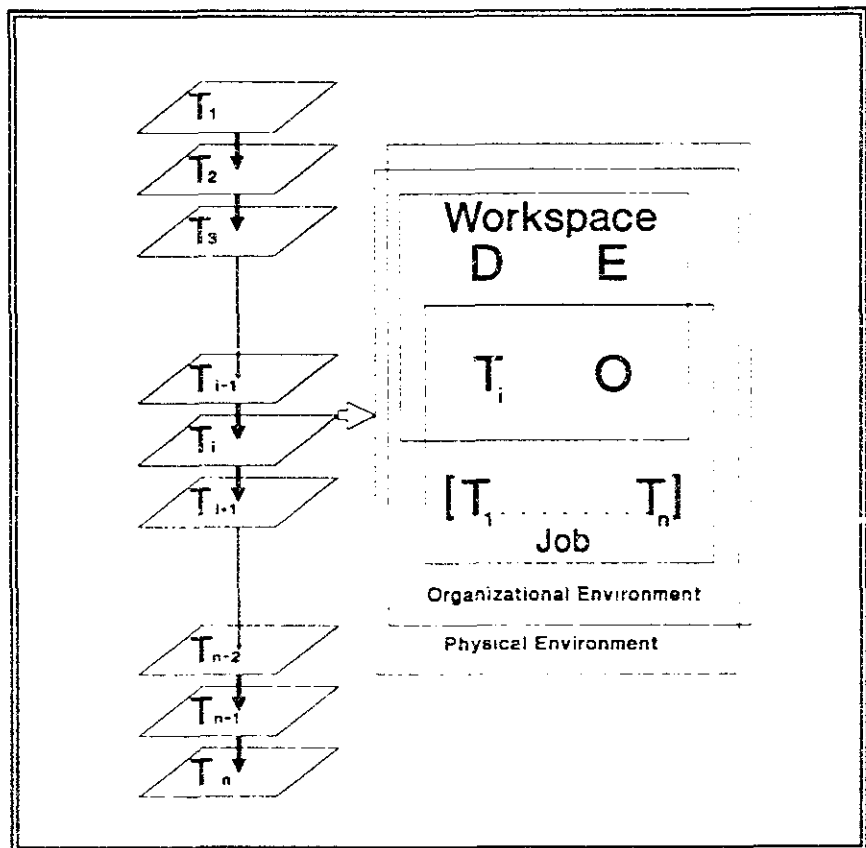 T1
T2
T3
Ti-1
Ti
Ti+1
Tn-2
Tn-1
Tn
Workspace
D E
Ti O
[T1 ........ Tn]
Job
Organizational Environment
Physical Environment